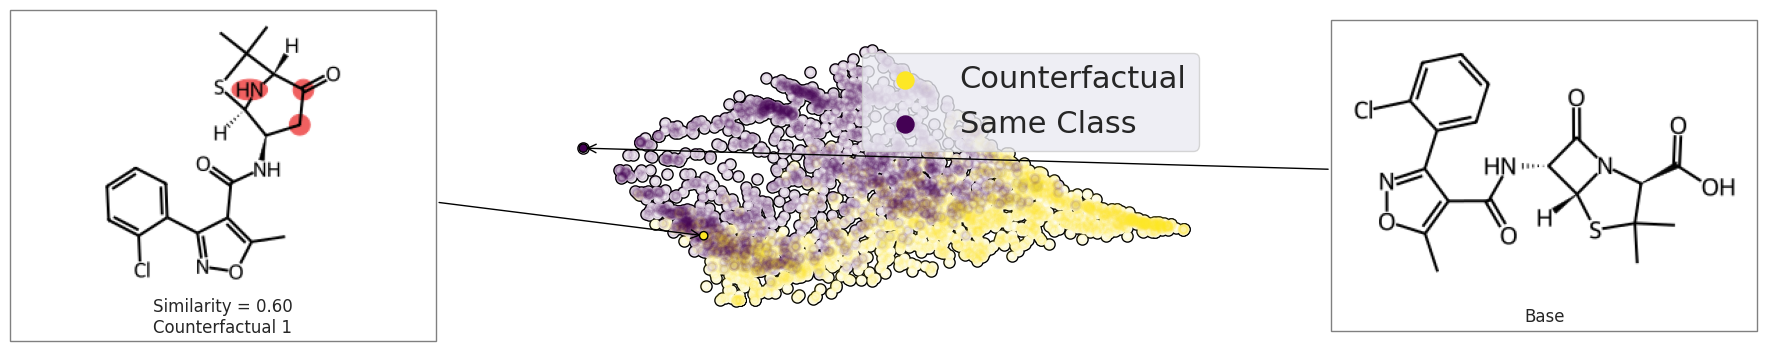 H
O
S
HN
H
O
NH
Cl
N
O
Similarity = 0.60
Counterfactual 1
Counterfactual
Same Class
Cl
O
O
HN
N
OH
N
O
H
S
O
Base